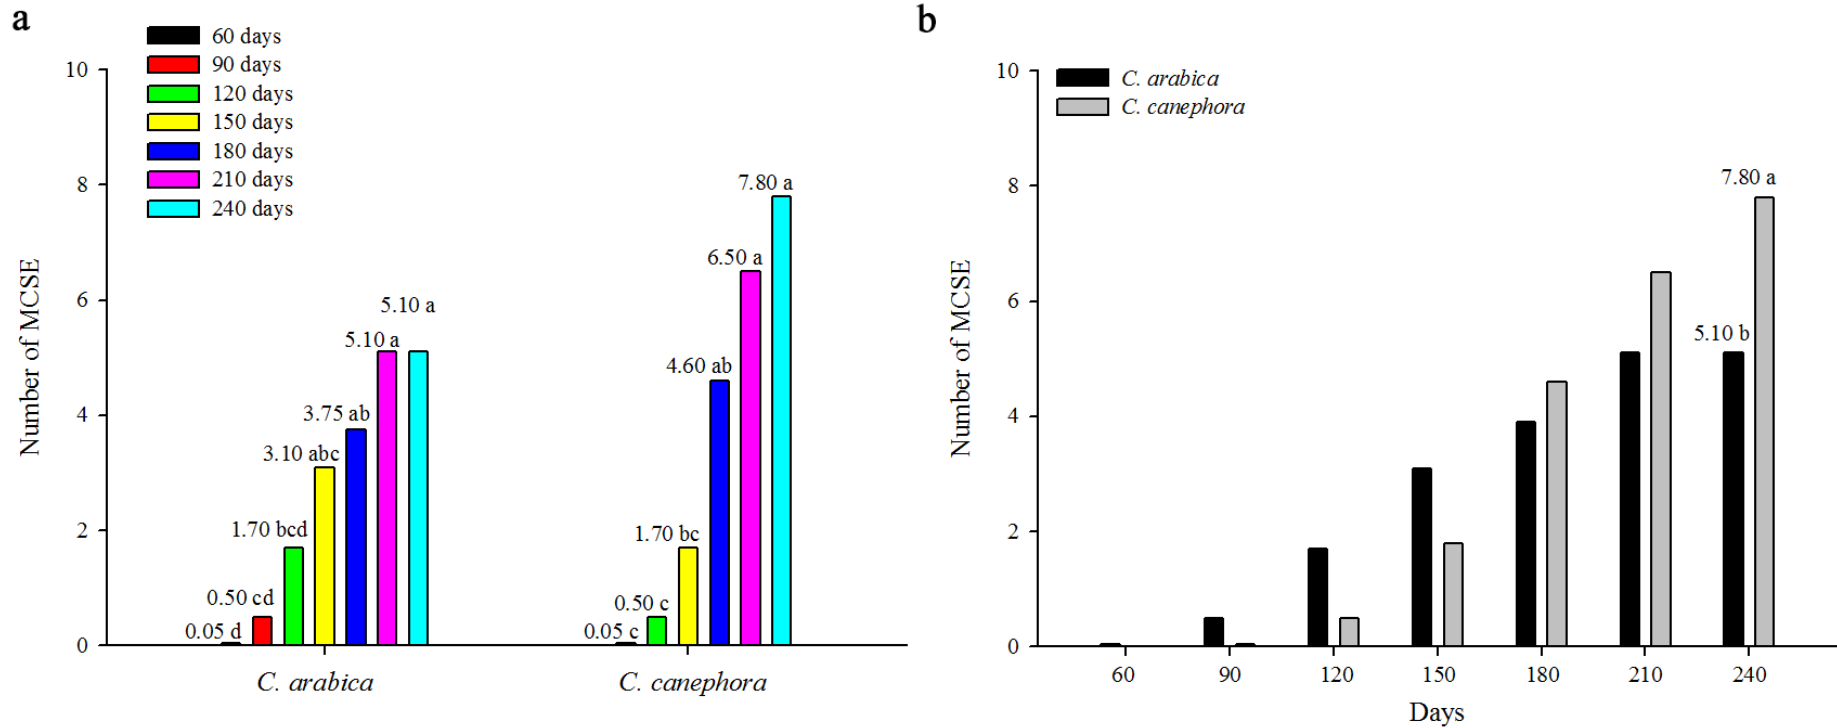 a
60 days
90 days
120 days
150 days
180 days
210 days
240 days
10
8
6
4
2
0
Number of MCSE
0.05 d
0.50 cd
1.70 bcd
3.10 abc
3.75 ab
5.10 a
5.10 a
0.05 c
0.50 c
1.70 bc
4.60 ab
6.50 a
7.80 a
C. arabica
C. canephora
b
C. arabica
C. canephora
10
8
6
4
2
0
Number of MCSE
5.10 b
7.80 a
60
90
120
150
180
210
240
Days